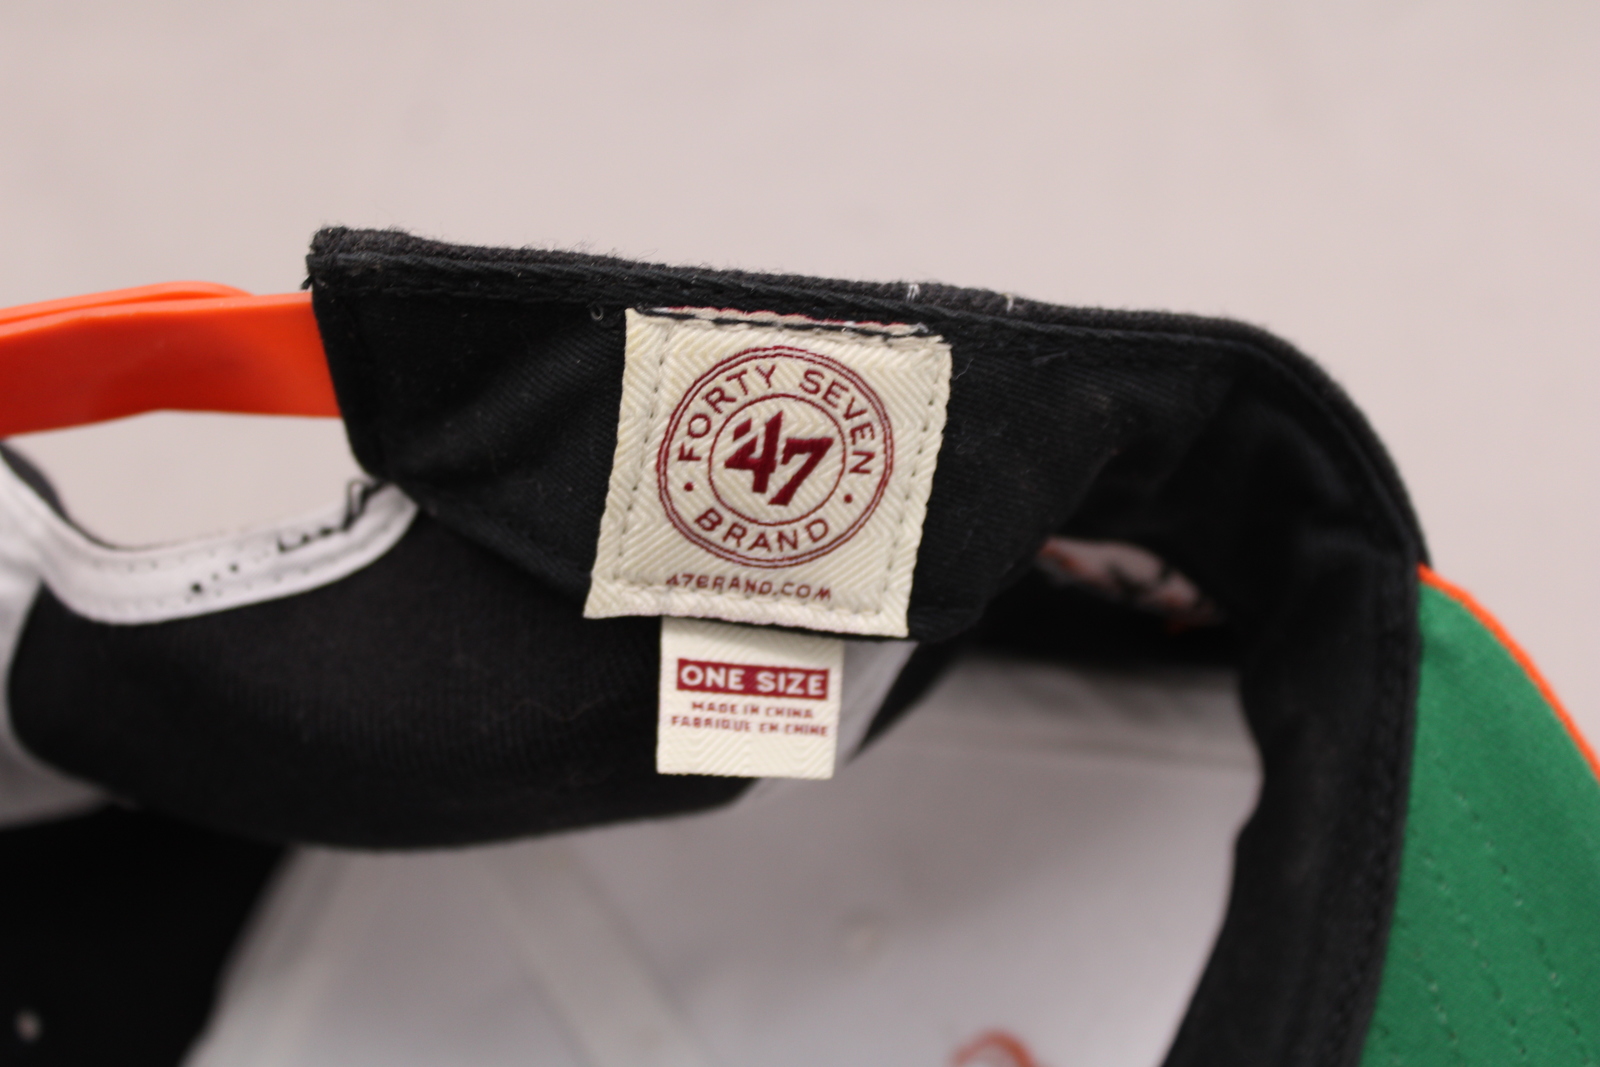 FORTY SEVEN
'47
BRAND
47BRAND.COM
ONE SIZE
MADE IN CHINA
FABRIQUE EN CHINE